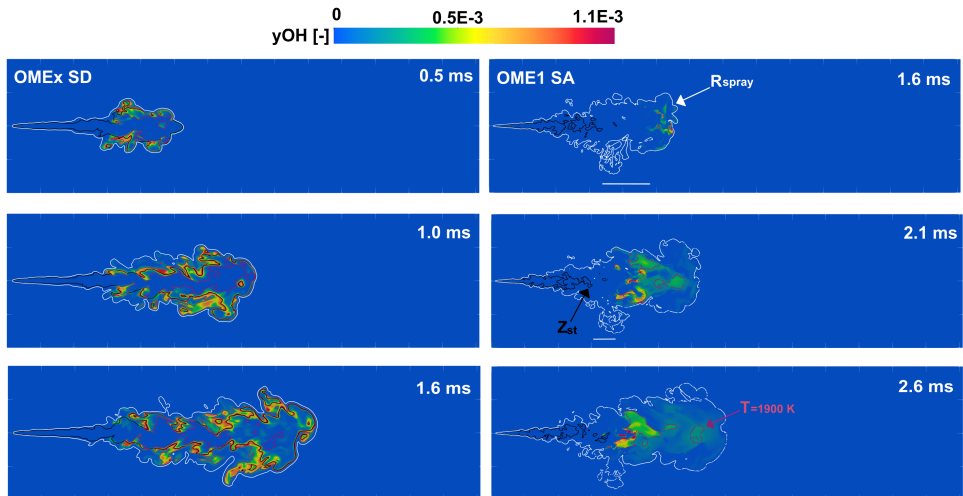 0 0.5E-3 1.1E-3
yOH [-]
OMEx SD 0.5 ms
OME1 SA 1.6 ms
Rspray
1.0 ms
2.1 ms
Zst
1.6 ms
2.6 ms
T=1900 K